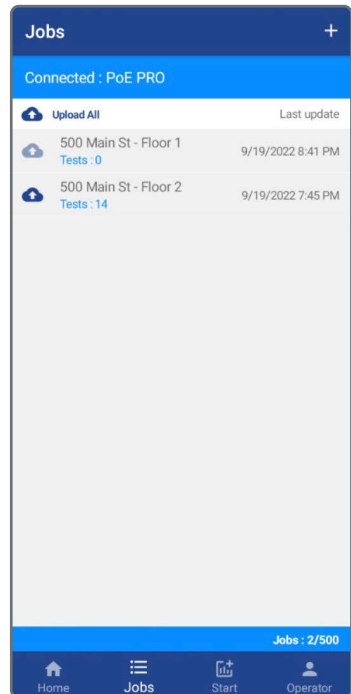 Jobs +
Connected : PoE PRO
Upload All Last update
500 Main St - Floor 1
Tests : 0 9/19/2022 8:41 PM
500 Main St - Floor 2
Tests : 14 9/19/2022 7:45 PM
Jobs : 2/500
Home Jobs Start Operator